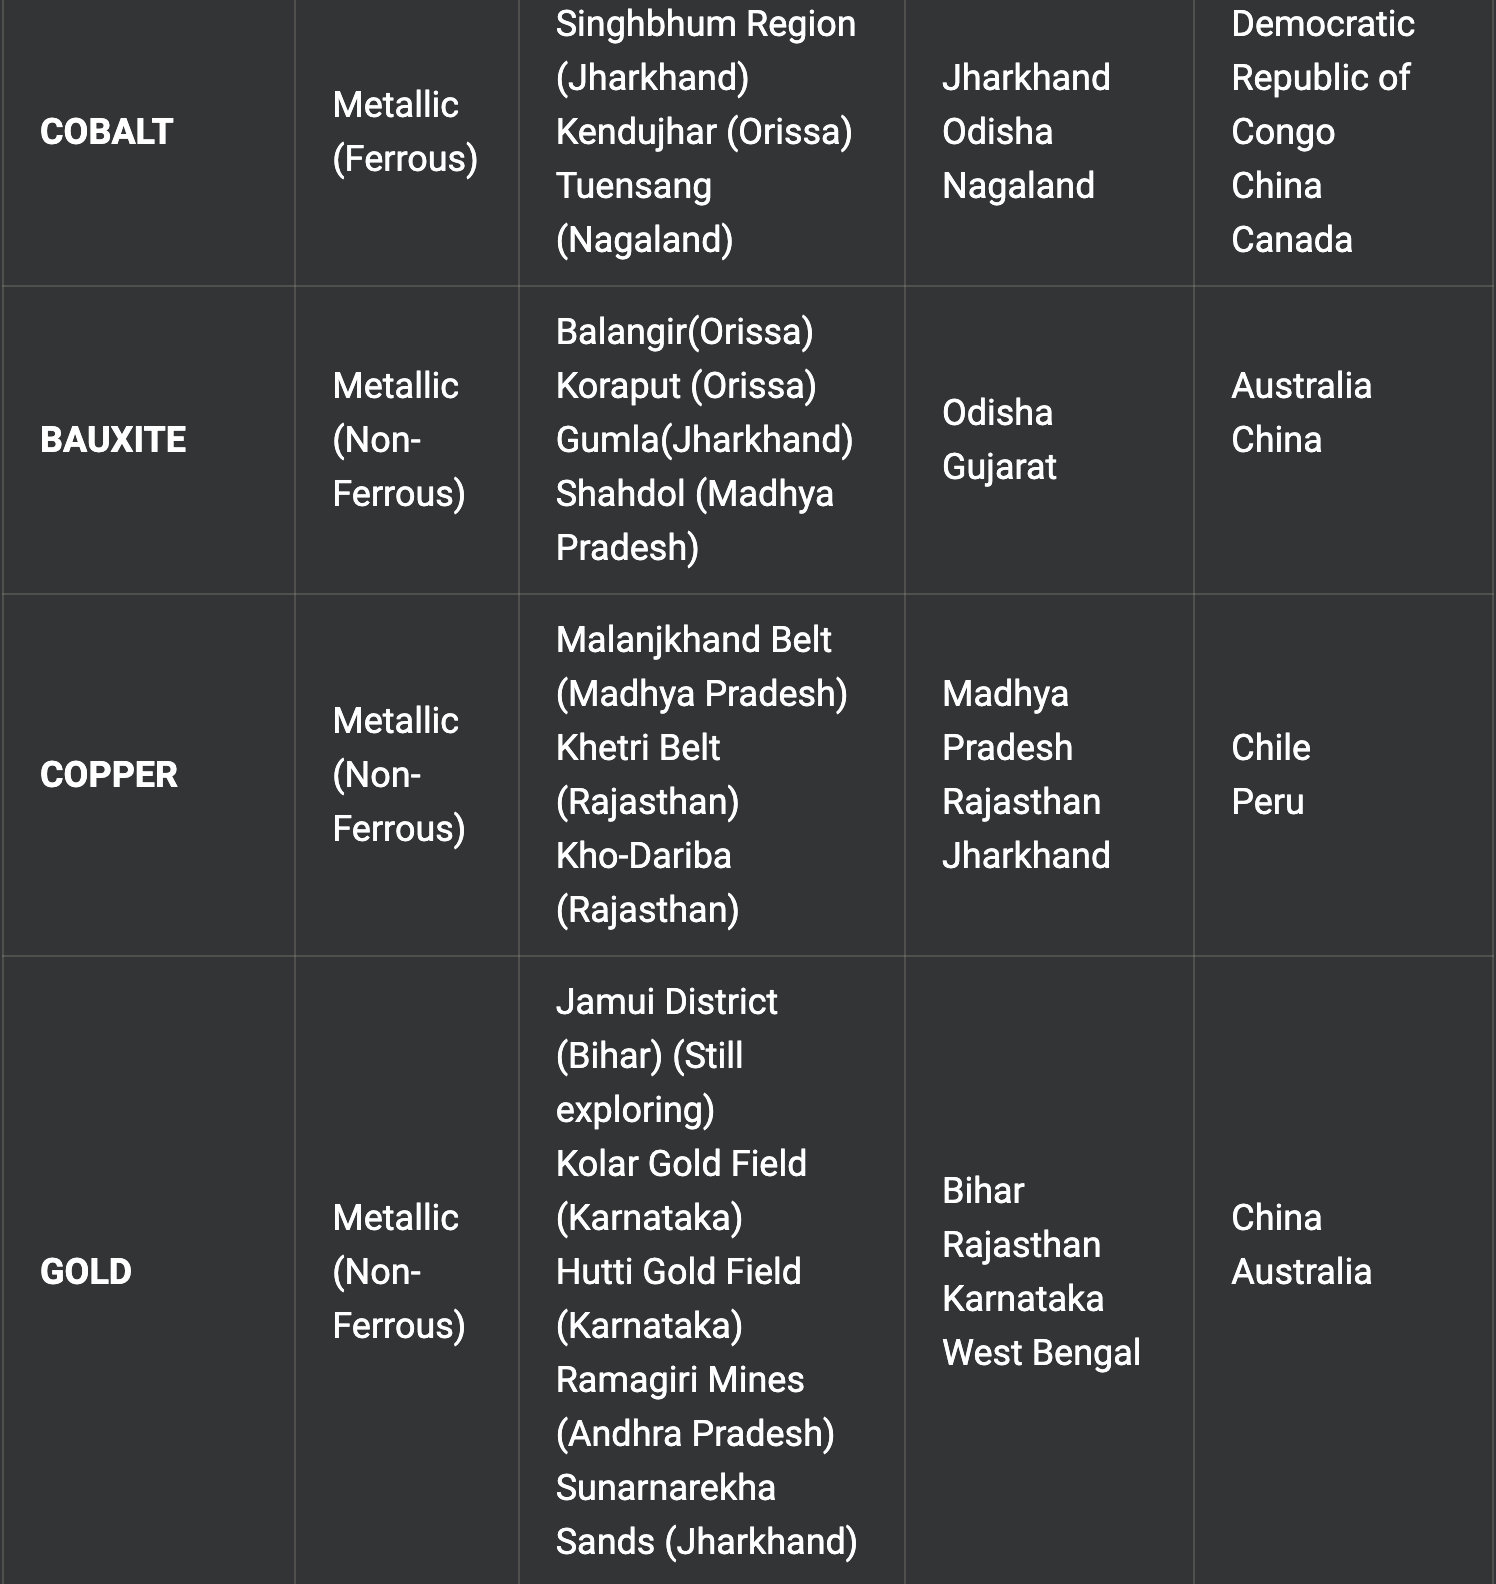 COBALT
Metallic
(Ferrous)
Singhbhum Region
(Jharkhand)
Kendujhar (Orissa)
Tuensang
(Nagaland)
Jharkhand
Odisha
Nagaland
Democratic
Republic of
Congo
China
Canada
BAUXITE
Metallic
(Non-
Ferrous)
Balangir(Orissa)
Koraput (Orissa)
Gumla(Jharkhand)
Shahdol (Madhya
Pradesh)
Odisha
Gujarat
Australia
China
COPPER
Metallic
(Non-
Ferrous)
Malanjkhand Belt
(Madhya Pradesh)
Khetri Belt
(Rajasthan)
Kho-Dariba
(Rajasthan)
Madhya
Pradesh
Rajasthan
Jharkhand
Chile
Peru
GOLD
Metallic
(Non-
Ferrous)
Jamui District
(Bihar) (Still
exploring)
Kolar Gold Field
(Karnataka)
Hutti Gold Field
(Karnataka)
Ramagiri Mines
(Andhra Pradesh)
Sunarnarekha
Sands (Jharkhand)
Bihar
Rajasthan
Karnataka
West Bengal
China
Australia